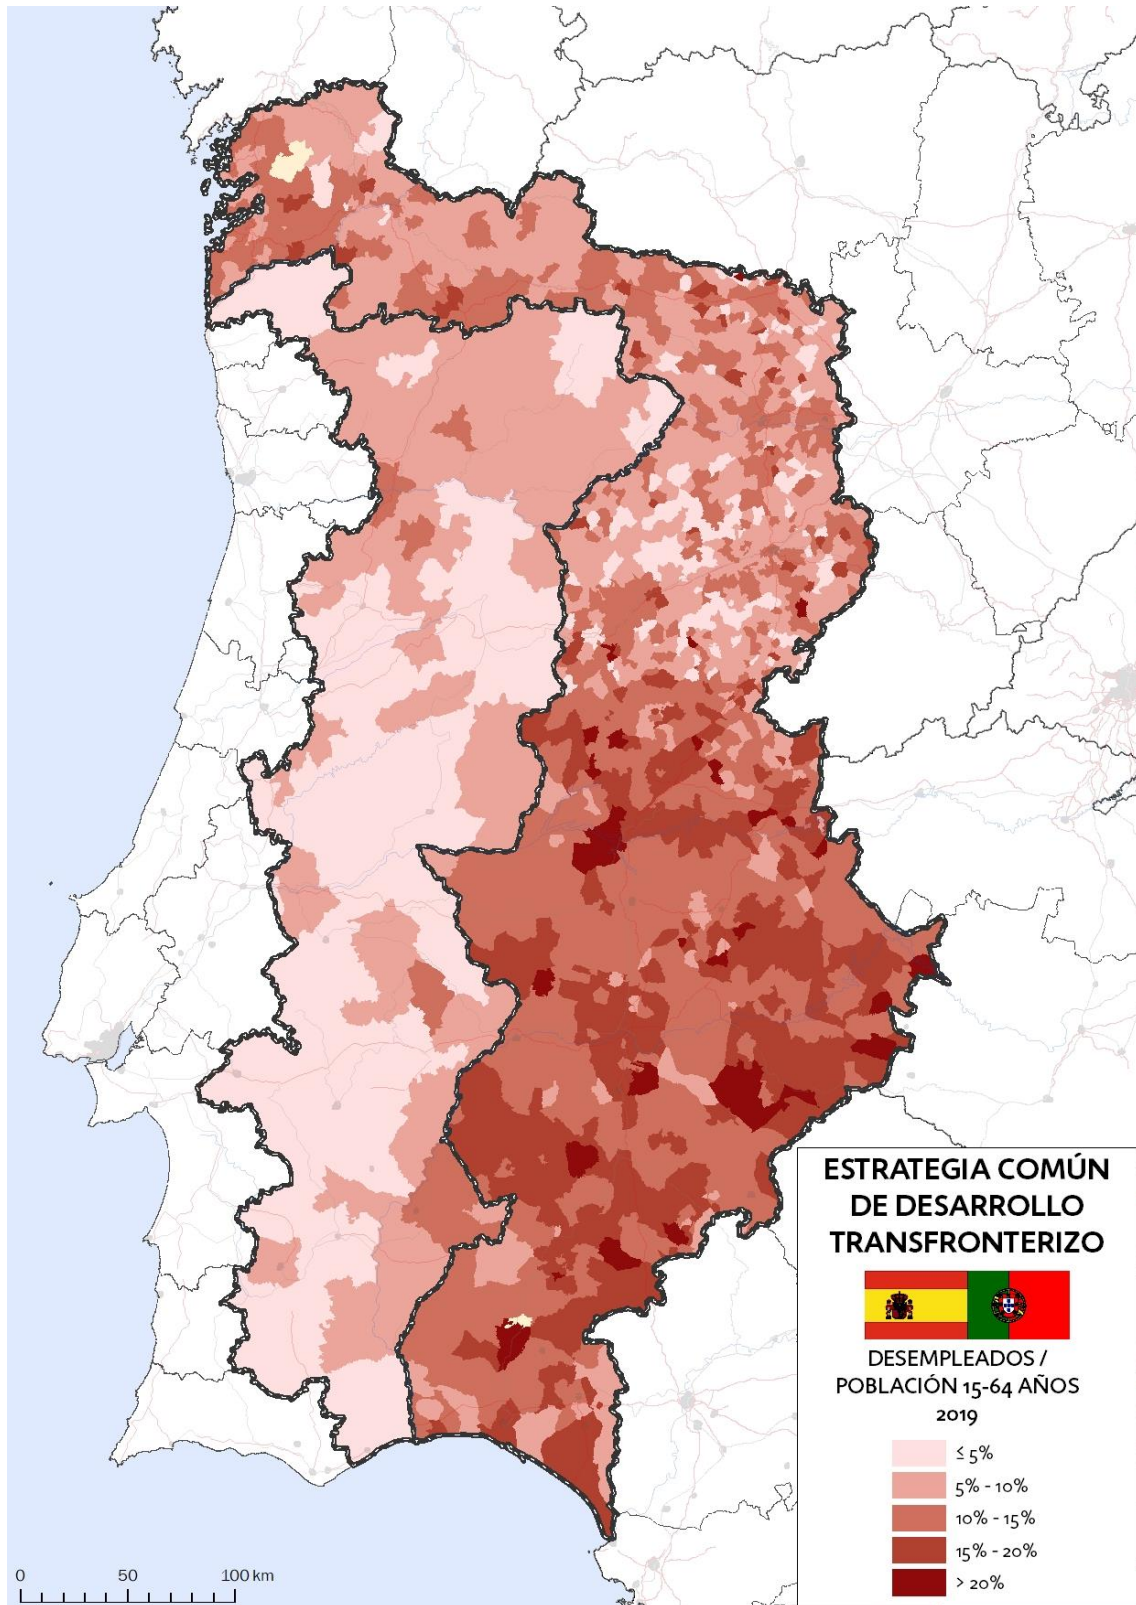 ESTRATEGIA COMÚN
DE DESARROLLO
TRANSFRONTERIZO
DESEMPLEADOS /
POBLACIÓN 15-64 AÑOS
2019
≤ 5%
5% - 10%
10% - 15%
15% - 20%
> 20%
0 50 100 km